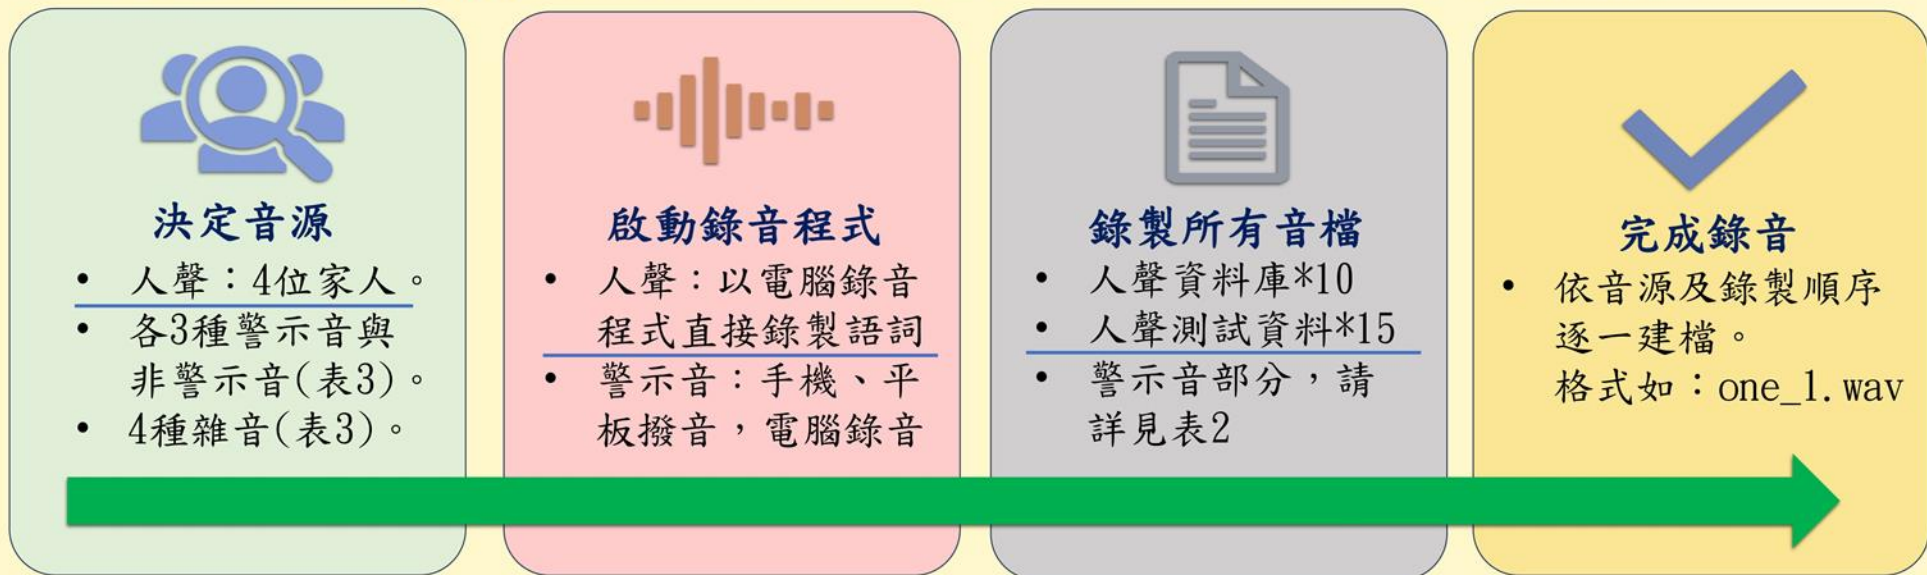 決定音源
• 人聲：4位家人。
• 各3種警示音與
非警示音(表3)。
• 4種雜音(表3)。
啟動錄音程式
• 人聲：以電腦錄音
程式直接錄製語詞
• 警示音：手機、平
板撥音，電腦錄音
錄製所有音檔
• 人聲資料庫*10
• 人聲測試資料*15
• 警示音部分，請
詳見表2
完成錄音
• 依音源及錄製順序
逐一建檔。
格式如：one_1.wav